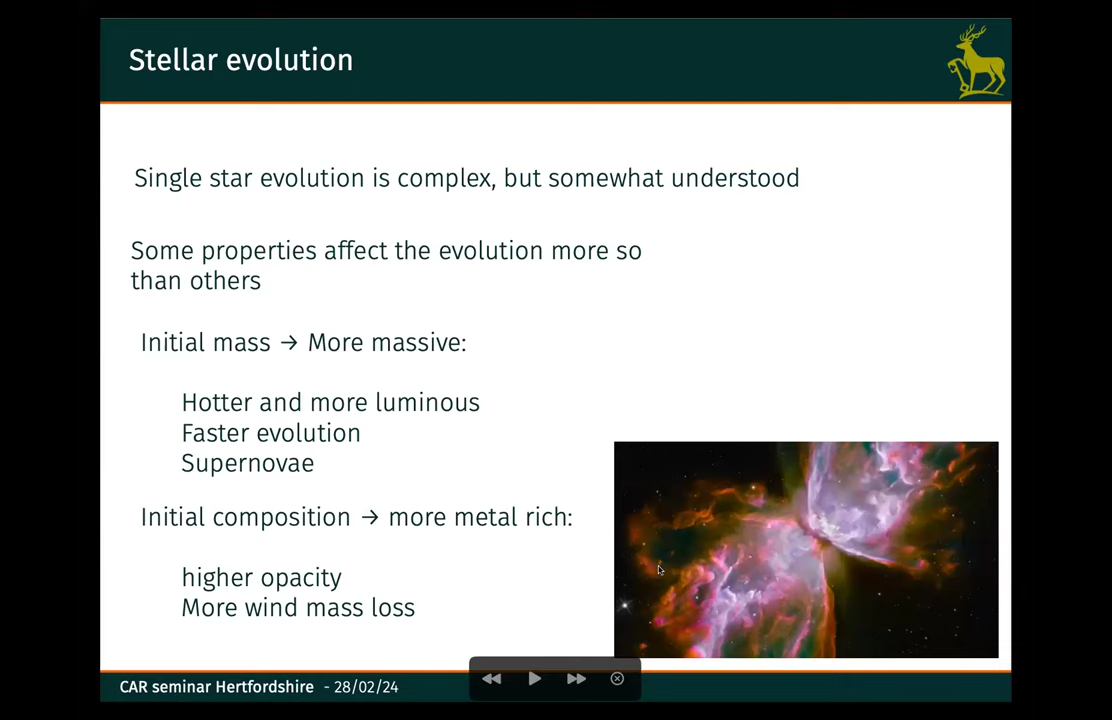 Stellar evolution
Single star evolution is complex, but somewhat understood
Some properties affect the evolution more so
than others
Initial mass → More massive:
Hotter and more luminous
Faster evolution
Supernovae
Initial composition → more metal rich:
higher opacity
More wind mass loss
CAR seminar Hertfordshire - 28/02/24